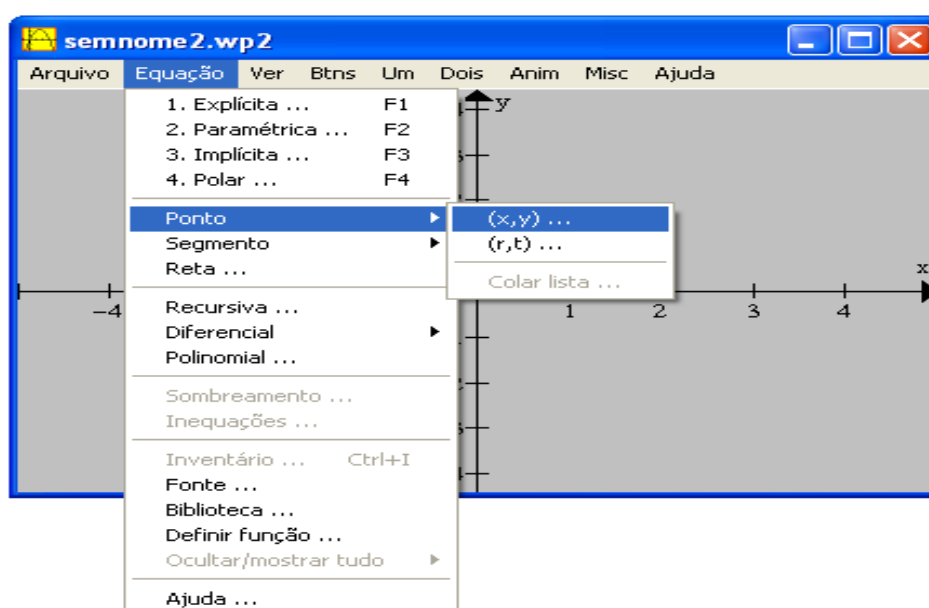 semnome2.wp2
Arquivo Equação Ver Btns Um Dois Anim Misc Ajuda
1. Explícita ... F1
2. Paramétrica ... F2
3. Implícita ... F3
4. Polar ... F4
Ponto
(x,y) ...
Segmento
(r,t) ...
Reta ...
Colar lista ...
Recursiva ...
Diferencial
Polinomial ...
Sombreamento ...
Inequações ...
Inventário ... Ctrl+I
Fonte ...
Biblioteca ...
Definir função ...
Ocultar/mostrar tudo
Ajuda ...
y
x
−4 1 2 3 4